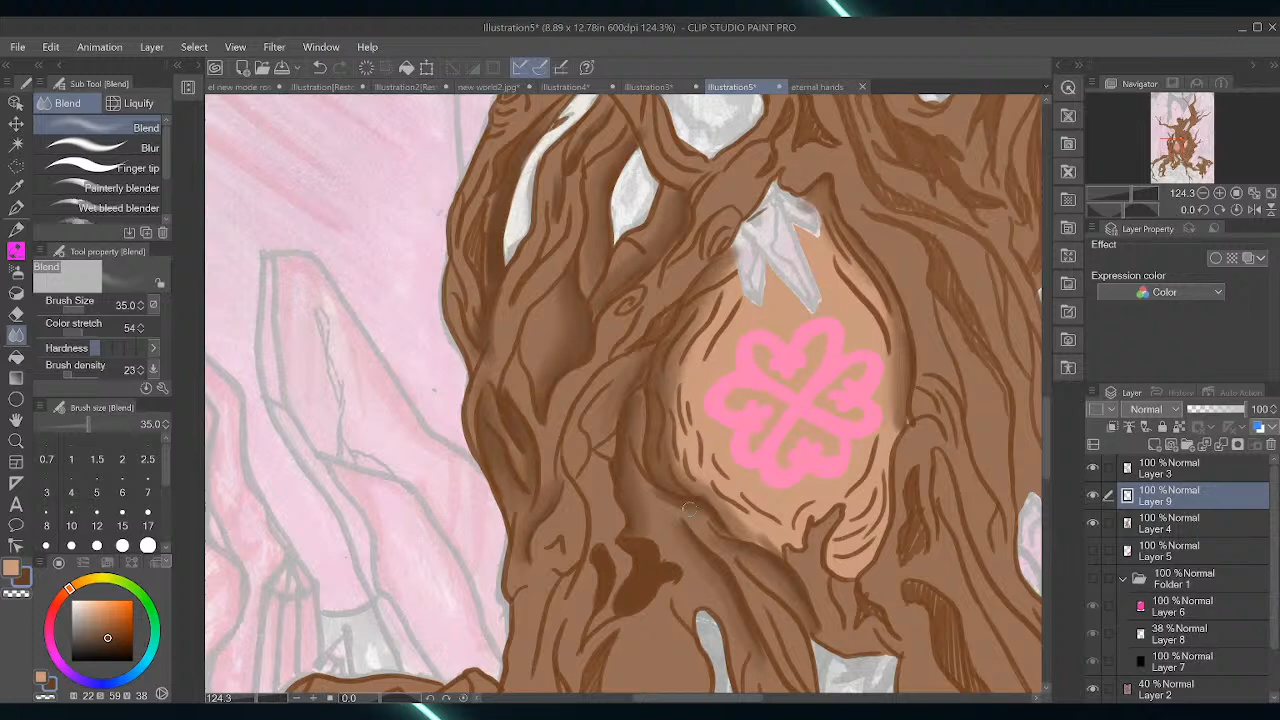 Illustration5* (8.89 x 12.78in 600dpi 124.3%) - CLIP STUDIO PAINT PRO
File Edit Animation Layer Select View Filter Window Help
Sub Tool [Blend]
Blend Liquify
Blend
Blur
Finger tip
Painterly blender
Wet bleed blender
Tool property [Blend]
Blend
Brush Size 35.0
Color stretch 54
Hardness
Brush density 23
Brush size [Blend]
35.0
0.7 1 1.5 2 2.5
3 4 5 6 7
8 10 12 15 17
22 59 38
Illustration4* Illustration3* Illustration5* eternal hands
new world2.jpg*
124.3 0.0
Navigator
124.3
0.0
Layer Property
Effect
Expression color
Color
Layer History Auto Action
Normal 100
100 %Normal
Layer 3
100 %Normal
Layer 9
100 %Normal
Layer 4
100 %Normal
Layer 5
100 %Normal
Folder 1
100 %Normal
Layer 6
38 %Normal
Layer 8
100 %Normal
Layer 7
40 %Normal
Layer 2